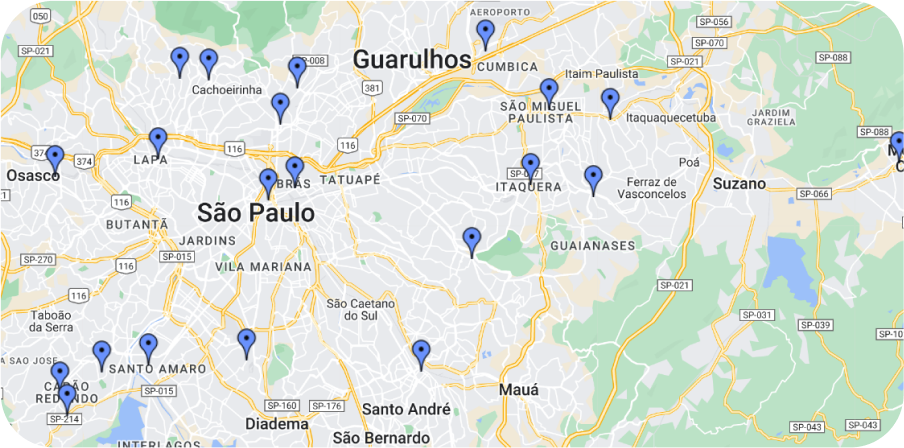 AEROPORTO
050
SP-056
SP-021
SP-070
Guarulhos
SP-088
SP-008
CUMBICA
SP-021
Itaim Paulista
Cachoeirinha
381
SÃO MIGUEL
PAULISTA
JARDIM
GRAZIELA
SP-070
Itaquaquecetuba
SP-088
116
116
374
374
LAPA
Osasco
BRÁS
TATUAPÉ
Poá
ITAQUERA
Ferraz de
Vasconcelos
Suzano
SP-066
116
São Paulo
BUTANTÃ
JARDINS
GUAIANASES
SP-015
SP-270
116
VILA MARIANA
SP-021
116
São Caetano
do Sul
Taboão
da Serra
SP-031
SP-039
SANTO AMARO
SP-015
Mauá
SP-160
SP-176
Santo André
SP-214
Diadema
SP-043
SP-043
São Bernardo
INTERLAGOS